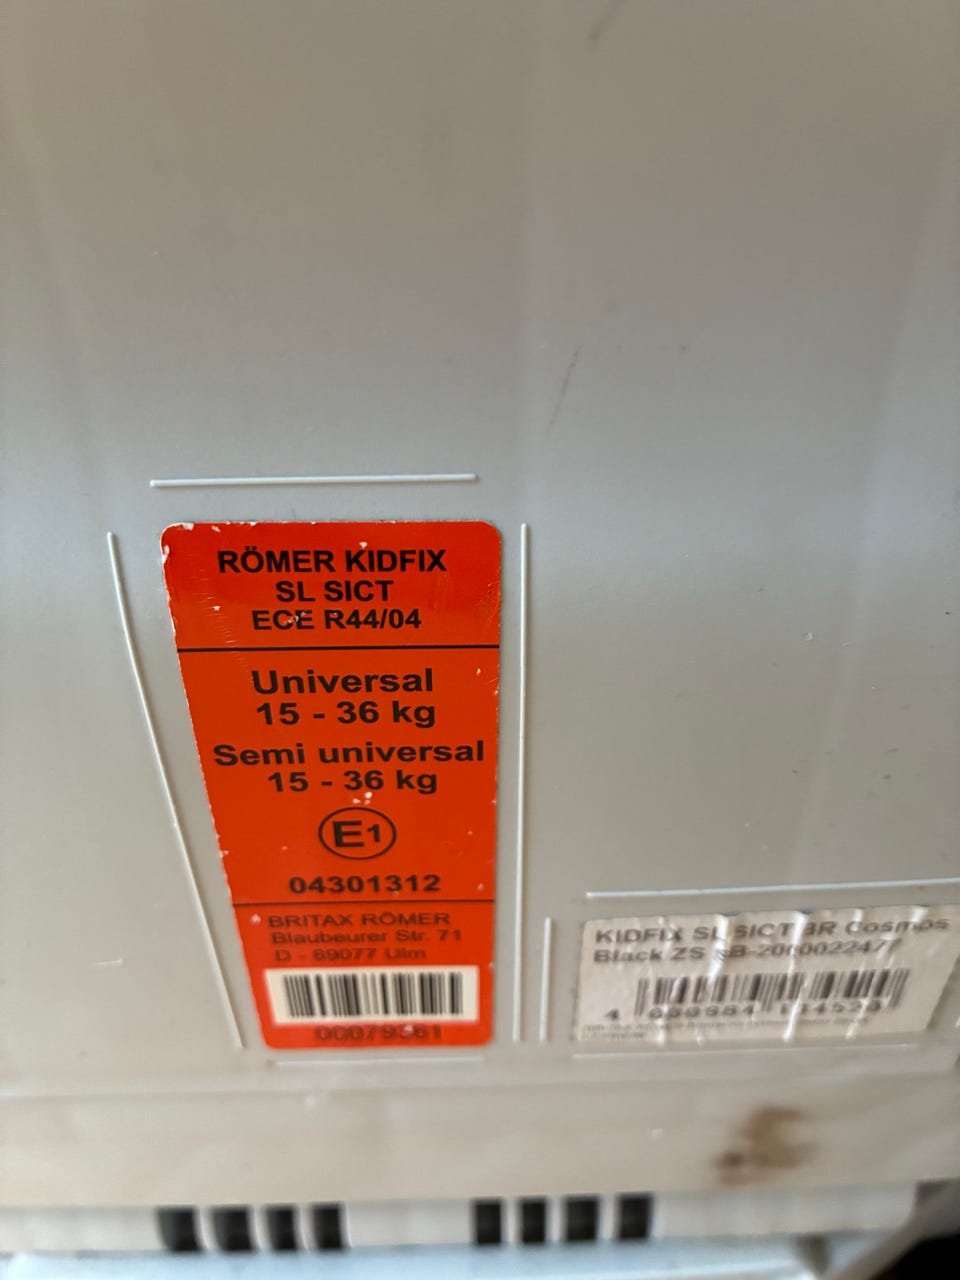 RÖMER KIDFIX
SL SICT
ECE R44/04
Universal
15 - 36 kg
Semi universal
15 - 36 kg
E1
04301312
BRITAX RÖMER
Blaubeurer Str. 71
D - 89077 Ulm
KIDFIX SL SICT BR Cosmos
Black ZS